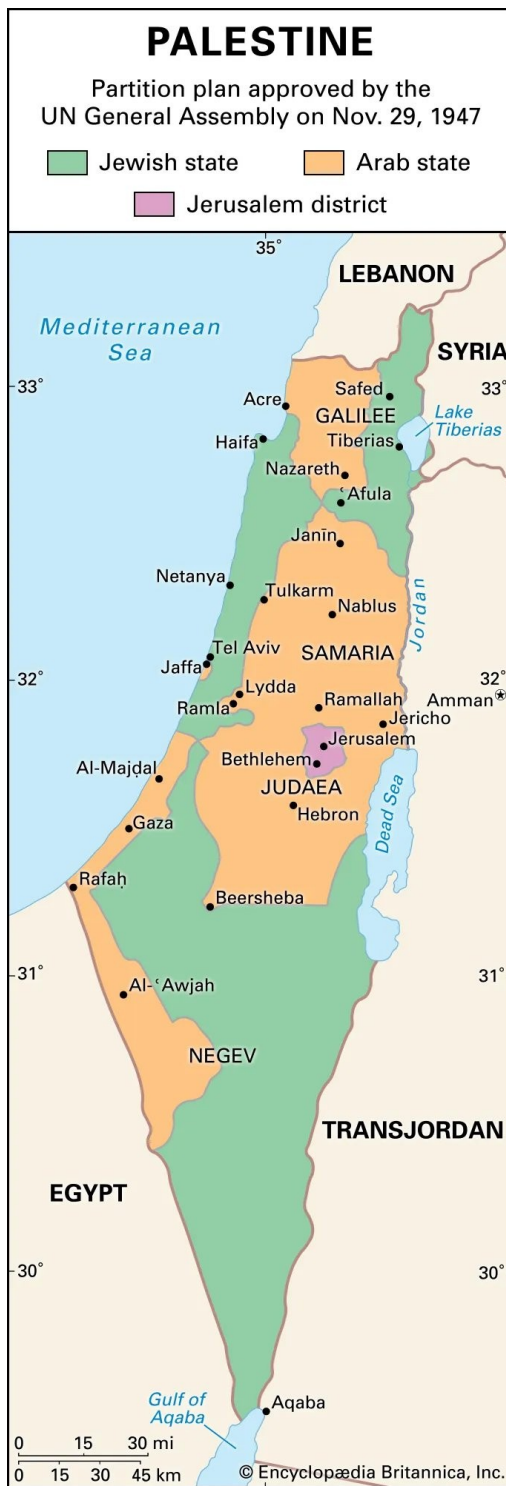 PALESTINE
Partition plan approved by the
UN General Assembly on Nov. 29, 1947
Jewish state
Arab state
Jerusalem district
35°
LEBANON
Mediterranean
Sea
SYRIA
33°
Safed
33°
Acre
GALILEE
Lake
Tiberias
Haifa
Tiberias
Nazareth
ʿAfula
Janīn
Netanya
Tulkarm
Nablus
Jordan
Tel Aviv
SAMARIA
Jaffa
32°
32°
Lydda
Ramallah
Amman
Ramla
Jericho
Jerusalem
Bethlehem
Al-Majdal
JUDAEA
Dead Sea
Hebron
Gaza
Rafaḥ
Beersheba
31°
31°
Al-ʿAwjah
NEGEV
TRANSJORDAN
EGYPT
30°
30°
Gulf of
Aqaba
Aqaba
0 15 30 mi
0 15 30 45 km
© Encyclopædia Britannica, Inc.